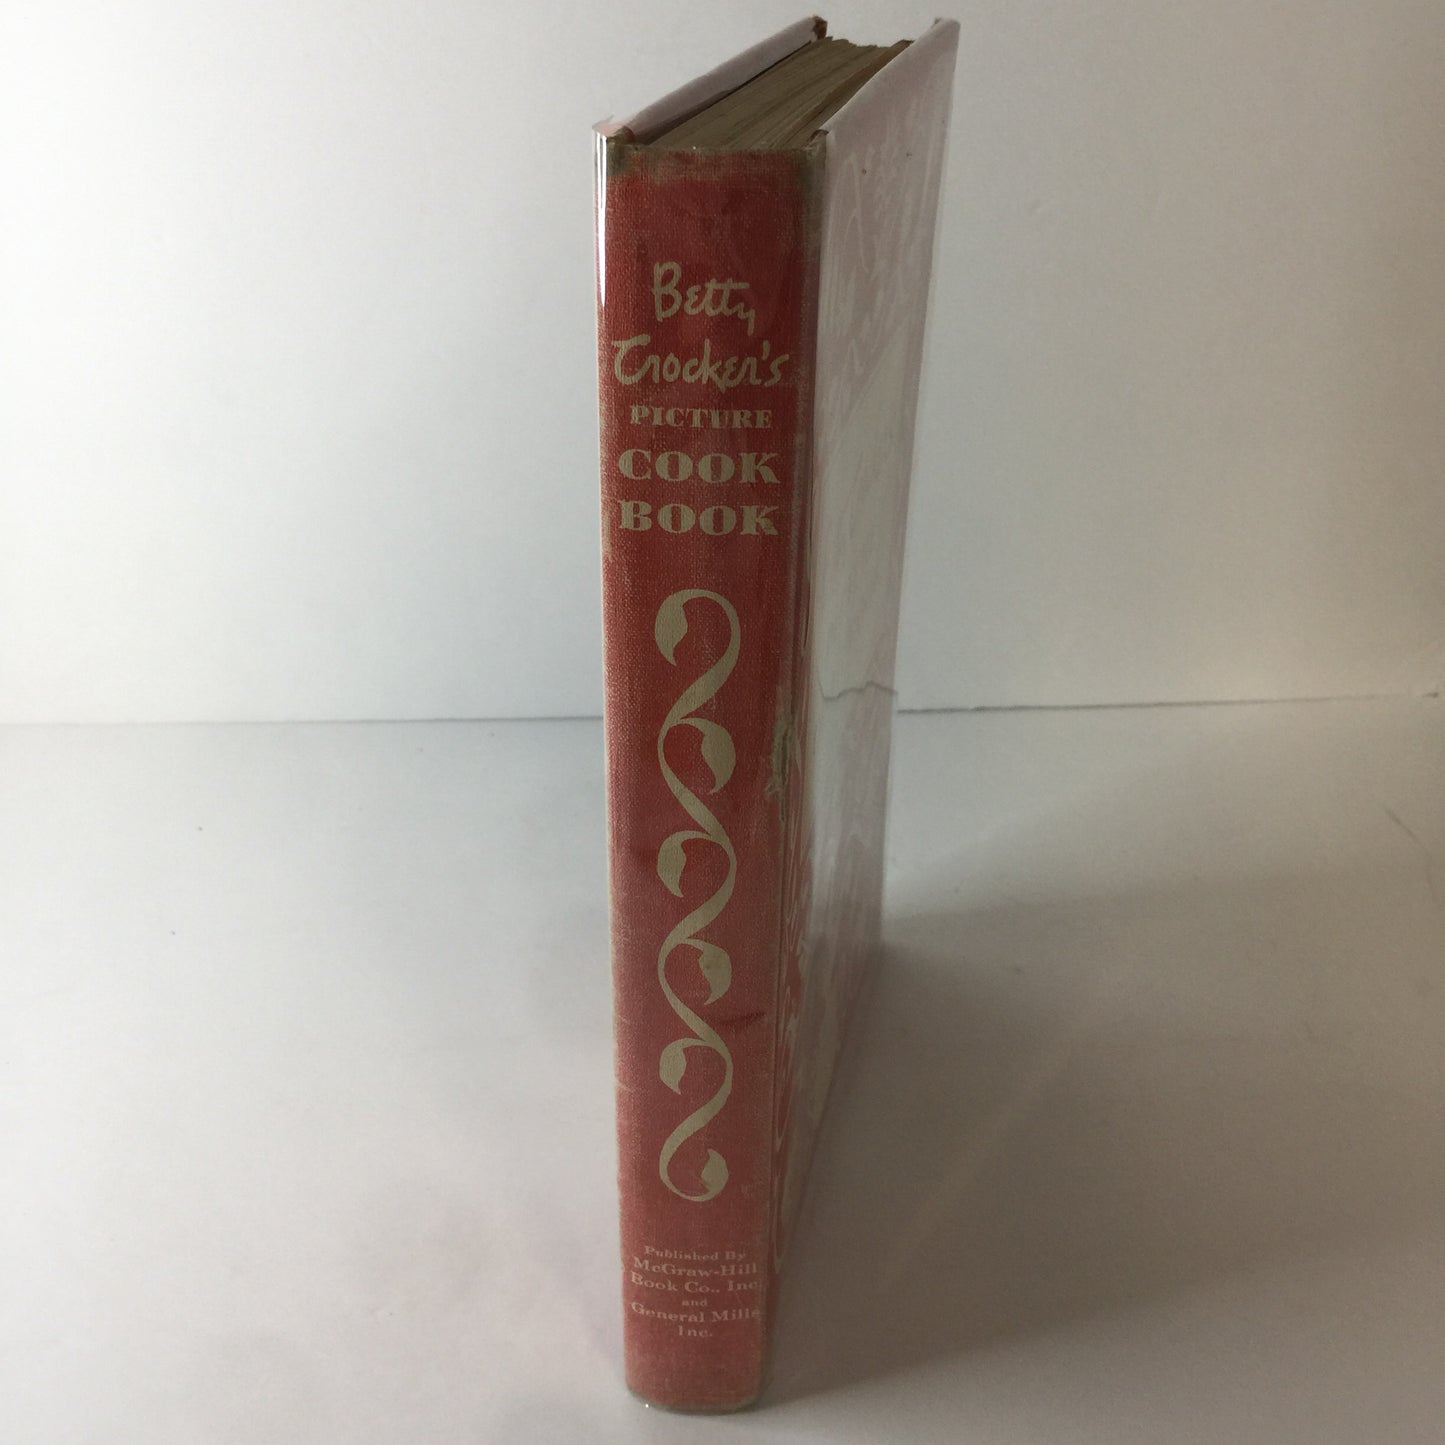 Betty
Crocker's
PICTURE
COOK
BOOK
Published By
McGraw-Hill
Book Co., Inc.
and
General Mills
Inc.